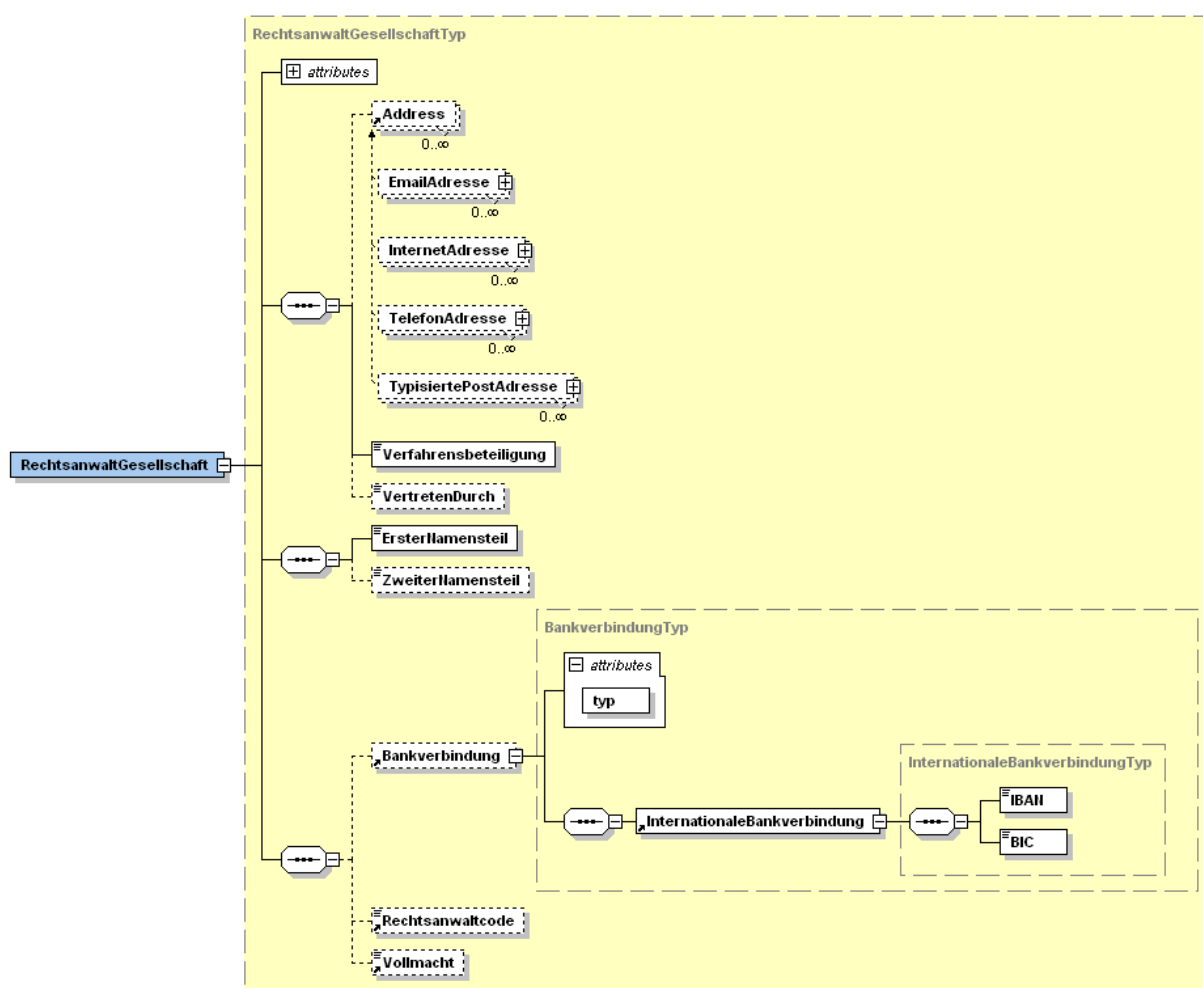 RechtsanwaltGesellschaftTyp
attributes
Address
0..∞
EmailAdresse
0..∞
InternetAdresse
0..∞
TelefonAdresse
0..∞
TypisiertePostAdresse
0..∞
Verfahrensbeteiligung
RechtsanwaltGesellschaft
VertretenDurch
ErsterNamensteil
ZweiterNamensteil
BankverbindungTyp
attributes
typ
Bankverbindung
InternationaleBankverbindungTyp
InternationaleBankverbindung
IBAN
BIC
Rechtsanwaltcode
Vollmacht